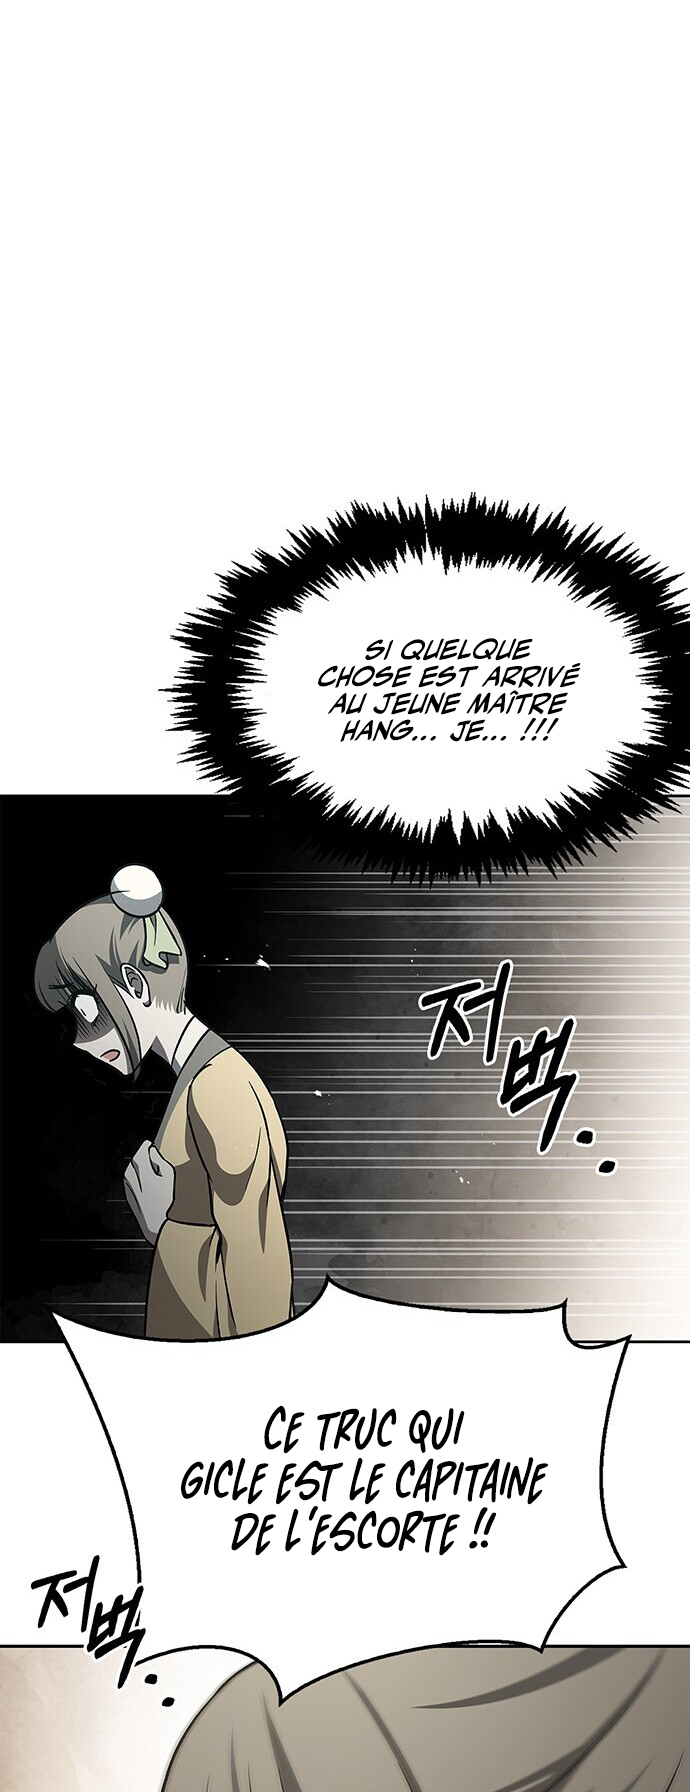 SI QUELQUE
CHOSE EST ARRIVÉ
AU JEUNE MAÎTRE
HANG... JE... !!!
저
벅..
CE TRUC QUI
GICLE EST LE CAPITAINE
DE L'ESCORTE !!
저
벅..